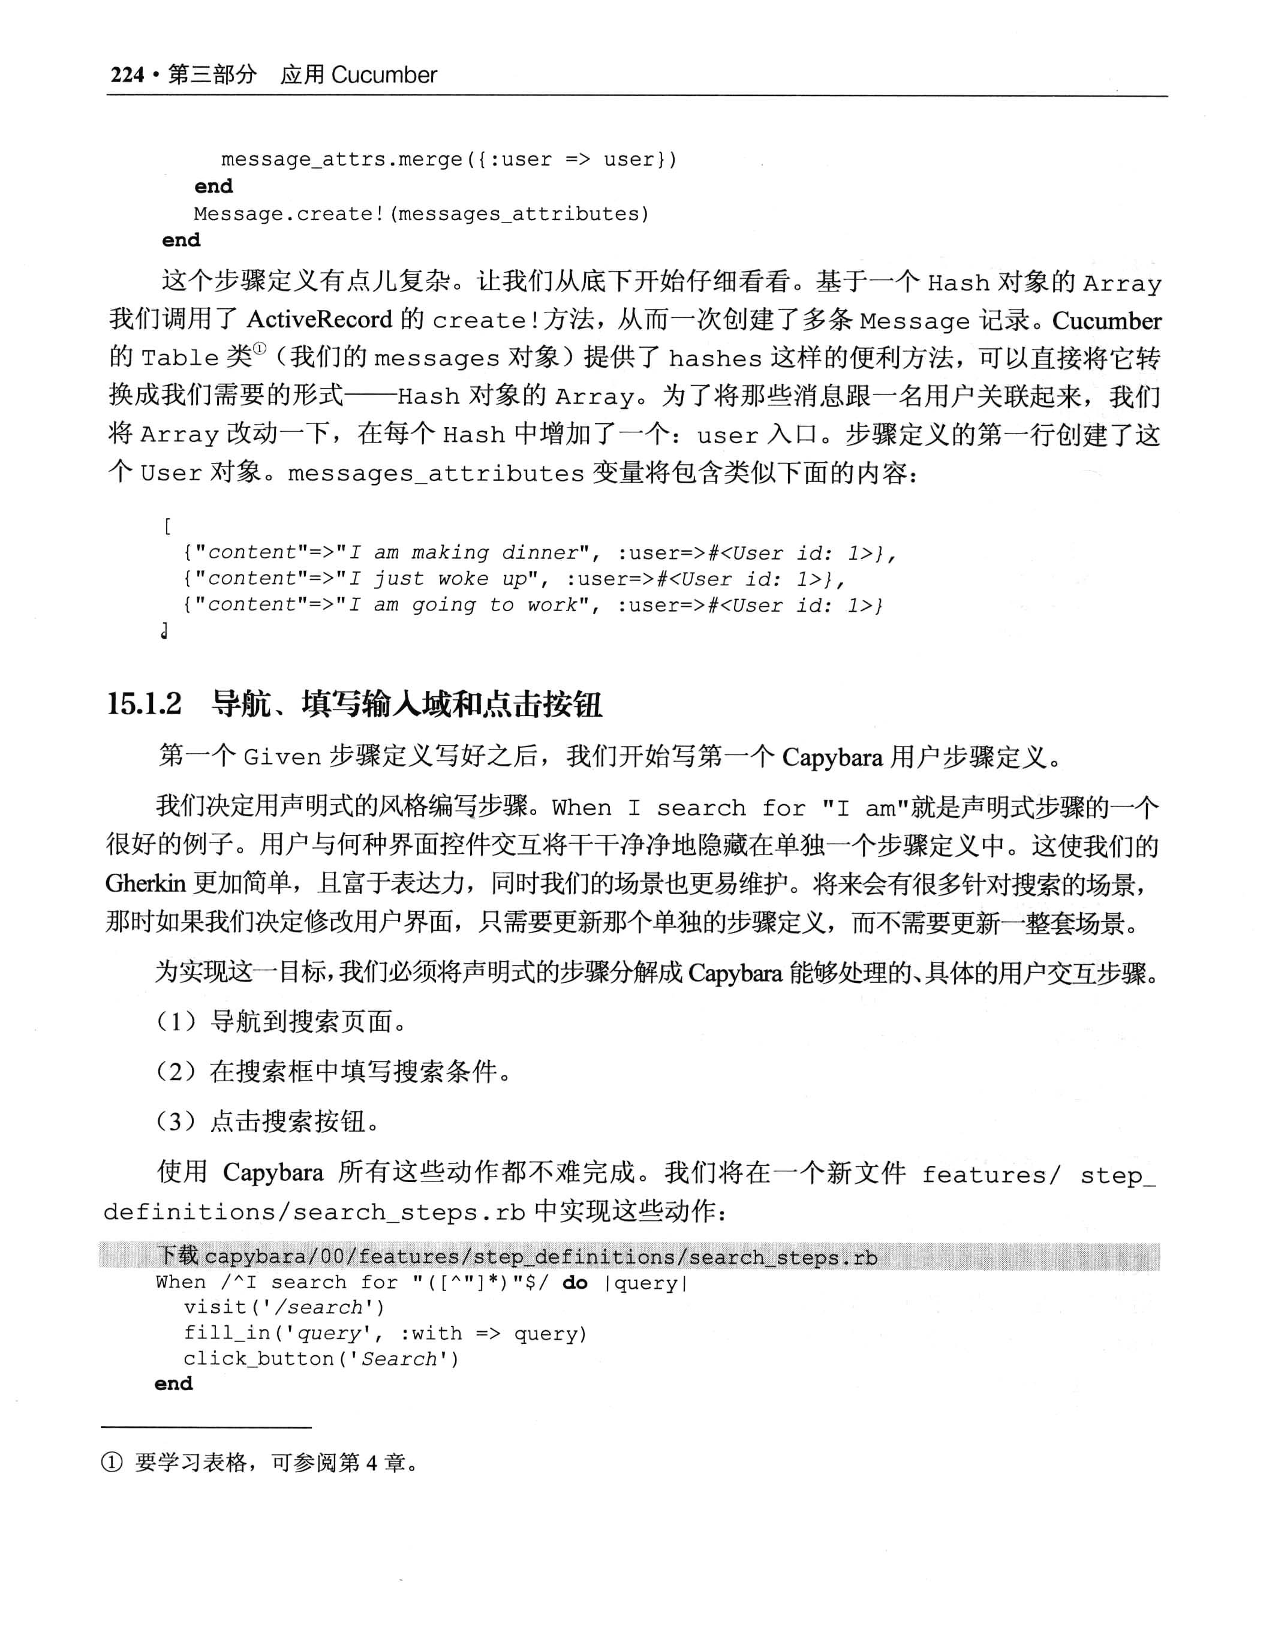 224·第三部分　应用 Cucumber
message_attrs.merge({:user => user})
end
Message.create!(messages_attributes)
end
这个步骤定义有点儿复杂。让我们从底下开始仔细看看。基于一个 Hash 对象的 Array
我们调用了 ActiveRecord 的 create!方法，从而一次创建了多条 Message 记录。Cucumber
的 Table 类①（我们的 messages 对象）提供了 hashes 这样的便利方法，可以直接将它转
换成我们需要的形式——Hash 对象的 Array。为了将那些消息跟一名用户关联起来，我们
将 Array 改动一下，在每个 Hash 中增加了一个：user 入口。步骤定义的第一行创建了这
个 User 对象。messages_attributes 变量将包含类似下面的内容：
[
{"content"=>"I am making dinner", :user=>#<User id: 1>},
{"content"=>"I just woke up", :user=>#<User id: 1>},
{"content"=>"I am going to work", :user=>#<User id: 1>}
]
15.1.2　导航、填写输入域和点击按钮
第一个 Given 步骤定义写好之后，我们开始写第一个 Capybara 用户步骤定义。
我们决定用声明式的风格编写步骤。When I search for "I am"就是声明式步骤的一个
很好的例子。用户与何种界面控件交互将干干净净地隐藏在单独一个步骤定义中。这使我们的
Gherkin 更加简单，且富于表达力，同时我们的场景也更易维护。将来会有很多针对搜索的场景，
那时如果我们决定修改用户界面，只需要更新那个单独的步骤定义，而不需要更新一整套场景。
为实现这一目标，我们必须将声明式的步骤分解成 Capybara 能够处理的、具体的用户交互步骤。
（1）导航到搜索页面。
（2）在搜索框中填写搜索条件。
（3）点击搜索按钮。
使用 Capybara 所有这些动作都不难完成。我们将在一个新文件 features/ step_
definitions/search_steps.rb 中实现这些动作：
下载 capybara/00/features/step_definitions/search_steps.rb
When /^I search for "([^"]*)"$/ do |query|
visit('/search')
fill_in('query', :with => query)
click_button('Search')
end
① 要学习表格，可参阅第 4 章。